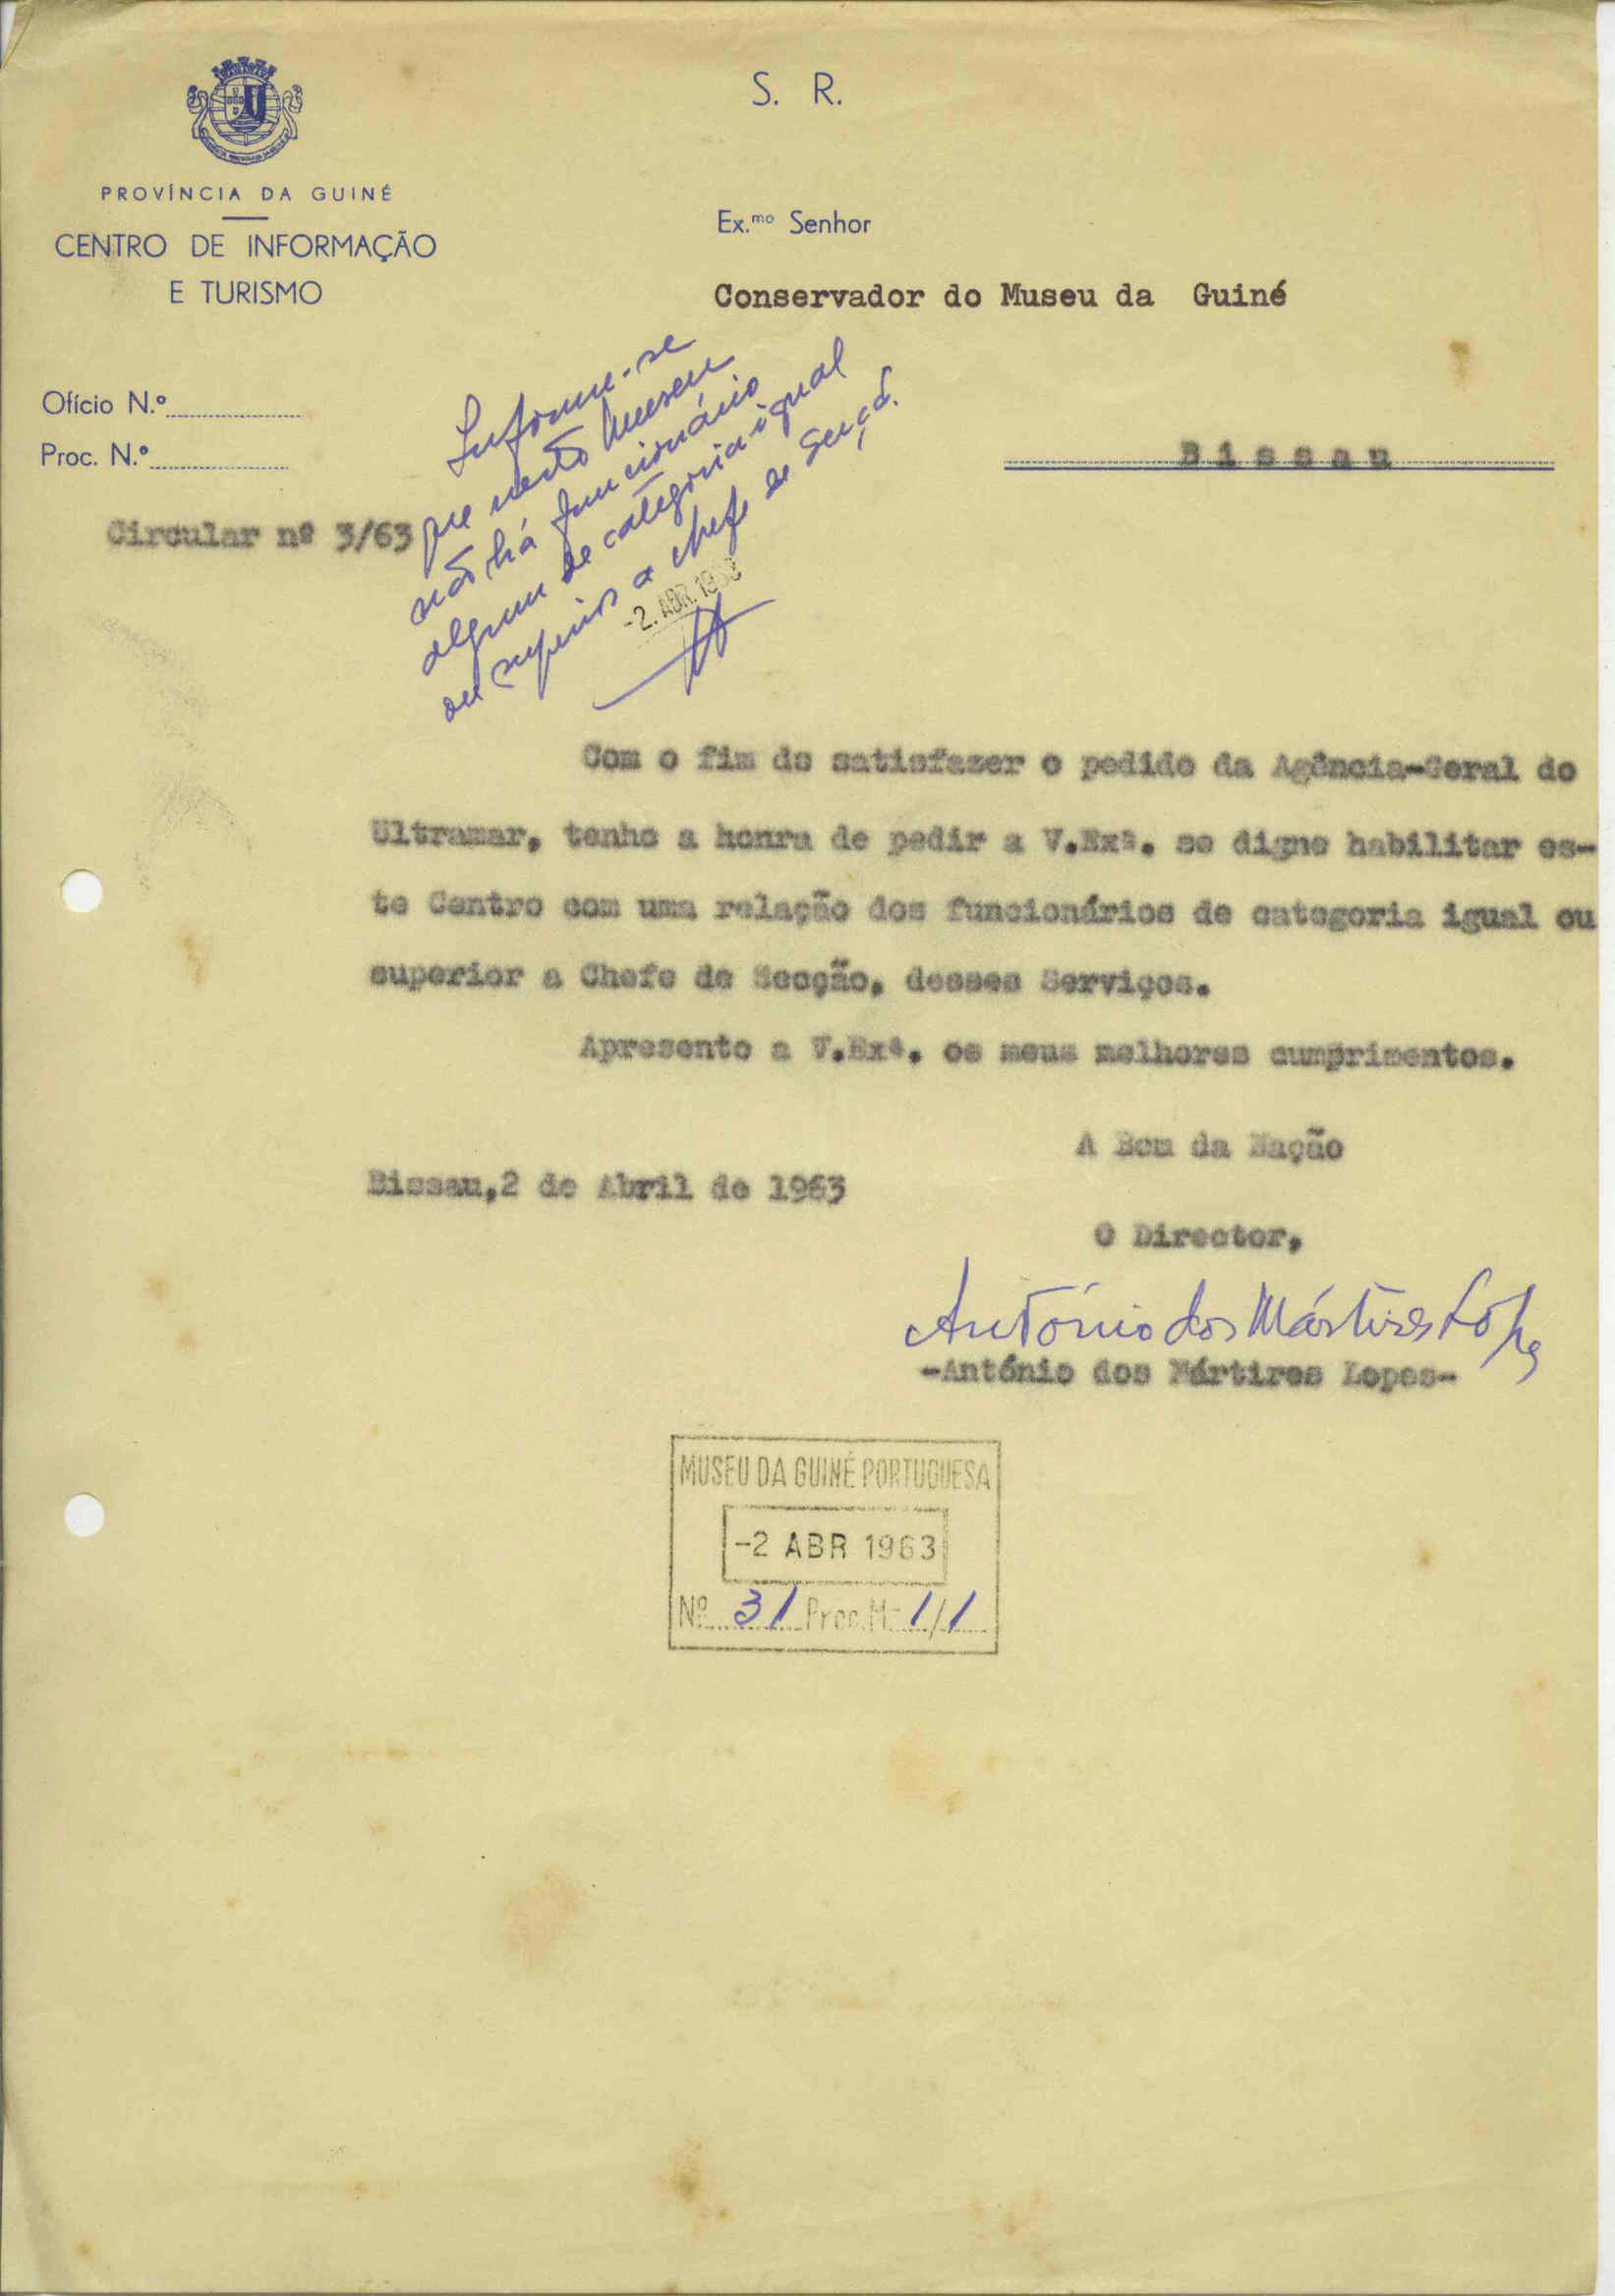 S. R.
PROVÍNCIA DA GUINÉ
CENTRO DE INFORMAÇÃO
E TURISMO
Ex.mo Senhor
Conservador do Museu da Guiné
Ofício N.º
Proc. N.º
Bissau
Circular nº 3/63
Informe-se
que neste Museu
não há funcionário
algum de categoria igual
ou superior a chefe de Secção.
-2. ABR. 1963
Com o fim de satisfazer o pedido da Agência-Geral do
Ultramar, tenho a honra de pedir a V.Exª. se digne habilitar es-
te Centro com uma relação dos funcionários de categoria igual ou
superior a Chefe de Secção, desses Serviços.
Apresento a V.Exª. os meus melhores cumprimentos.
A Bem da Nação
Bissau,2 de Abril de 1963
O Director,
António dos Mártires Lopes
-António dos Mártires Lopes-
MUSEU DA GUINÉ PORTUGUESA
-2 ABR 1963
Nº 31 Proc. M- 1/1